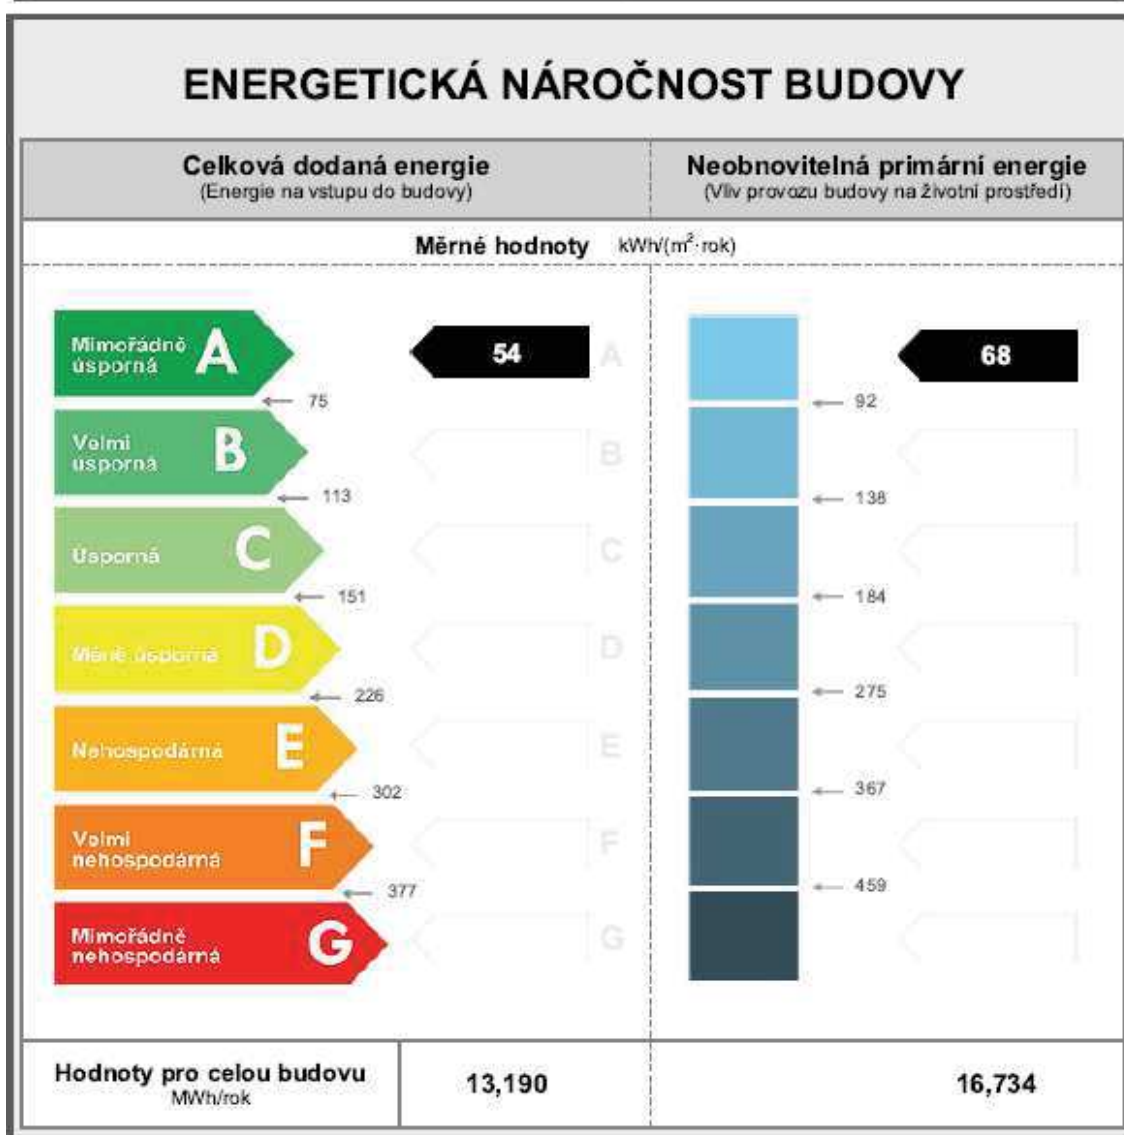 ENERGETICKÁ NÁROČNOST BUDOVY
Celková dodaná energie
(Energie na vstupu do budovy)
Neobnovitelná primární energie
(Vliv provozu budovy na životní prostředí)
Měrné hodnoty kWh/(m²·rok)
Mimořádně
úsporná
A
54
A
68
75
92
Velmi
úsporná
B
B
113
138
Úsporná
C
C
151
184
Méně úsporná
D
D
226
275
Nehospodárná
E
E
302
367
Velmi
nehospodárná
F
F
377
459
Mimořádně
nehospodárná
G
G
Hodnoty pro celou budovu
MWh/rok
13,190
16,734